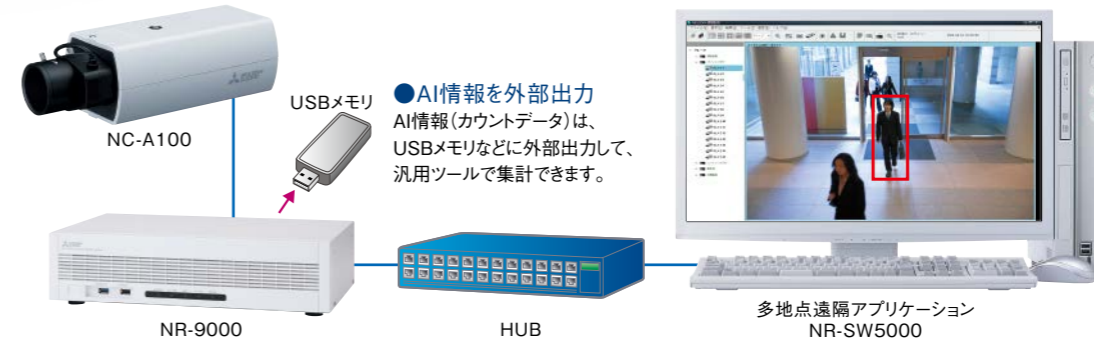 NC-A100
USBメモリ
●AI情報を外部出力
AI情報（カウントデータ）は、
USBメモリなどに外部出力して、
汎用ツールで集計できます。
NR-9000
HUB
多地点遠隔アプリケーション
NR-SW5000